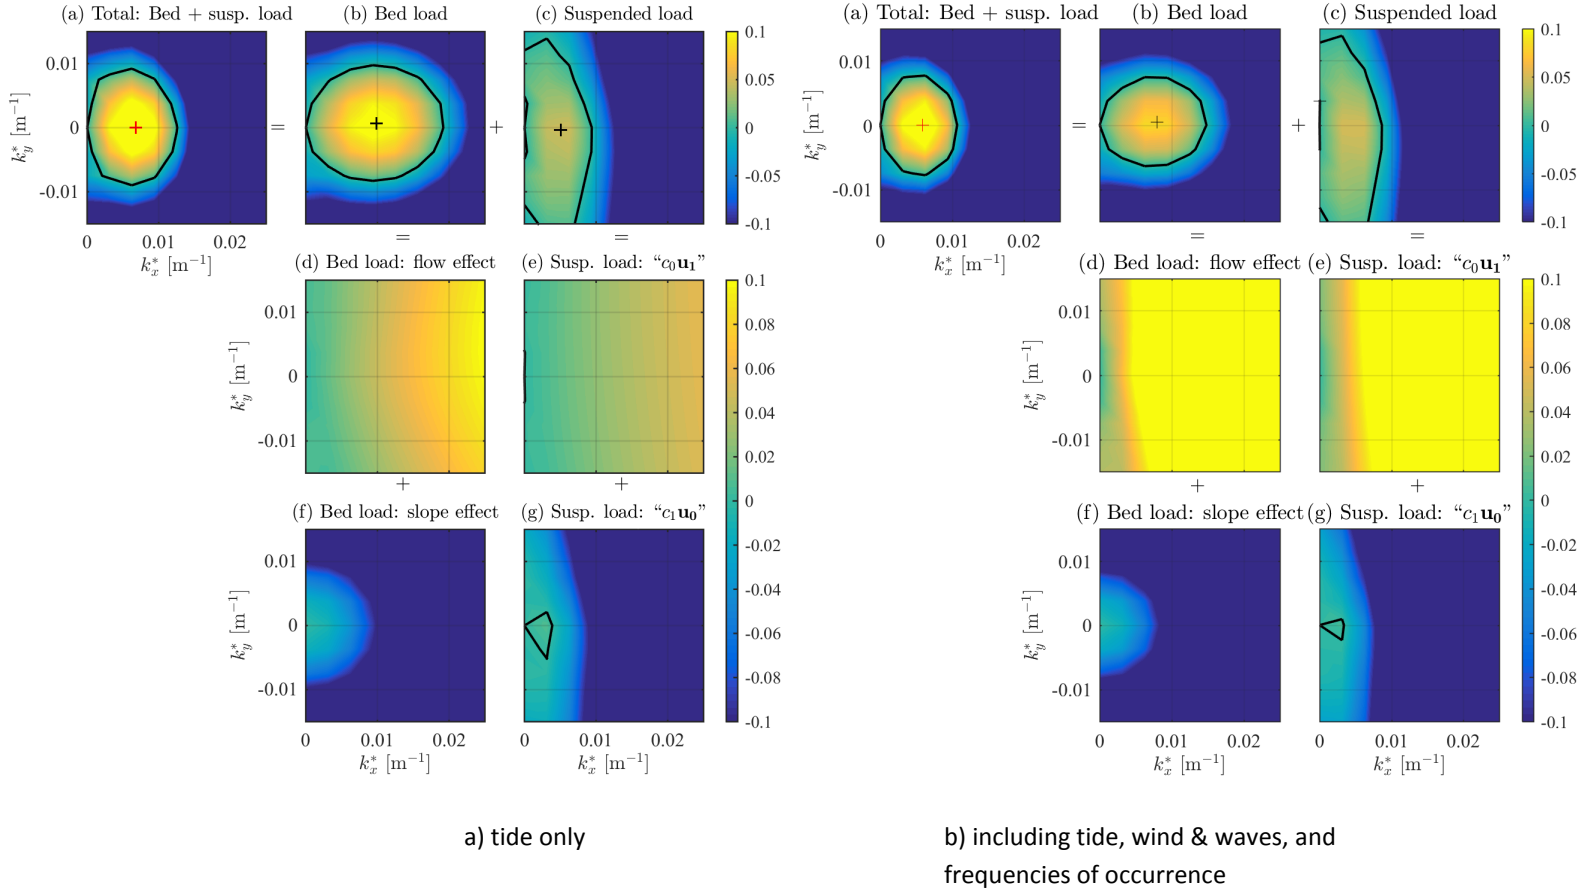 (a) Total: Bed + susp. load
(b) Bed load
(c) Suspended load
k*y [m−1]
0.01
0
-0.01
0
0.01
0.02
k*x [m−1]
=
+
0.1
0.05
0
-0.05
-0.1
=
=
(d) Bed load: flow effect
(e) Susp. load: “c0u1”
k*y [m−1]
0.01
0
-0.01
+
+
0.1
0.08
0.06
0.04
0.02
0
-0.02
-0.04
-0.06
-0.08
-0.1
(f) Bed load: slope effect
(g) Susp. load: “c1u0”
k*y [m−1]
0.01
0
-0.01
0
0.01
0.02
k*x [m−1]
0
0.01
0.02
k*x [m−1]
a) tide only
(a) Total: Bed + susp. load
(b) Bed load
(c) Suspended load
k*y [m−1]
0.01
0
-0.01
0
0.01
0.02
k*x [m−1]
=
+
0.1
0.05
0
-0.05
-0.1
=
=
(d) Bed load: flow effect
(e) Susp. load: “c0u1”
k*y [m−1]
0.01
0
-0.01
+
+
0.1
0.08
0.06
0.04
0.02
0
-0.02
-0.04
-0.06
-0.08
-0.1
(f) Bed load: slope effect
(g) Susp. load: “c1u0”
k*y [m−1]
0.01
0
-0.01
0
0.01
0.02
k*x [m−1]
0
0.01
0.02
k*x [m−1]
b) including tide, wind & waves, and
frequencies of occurrence